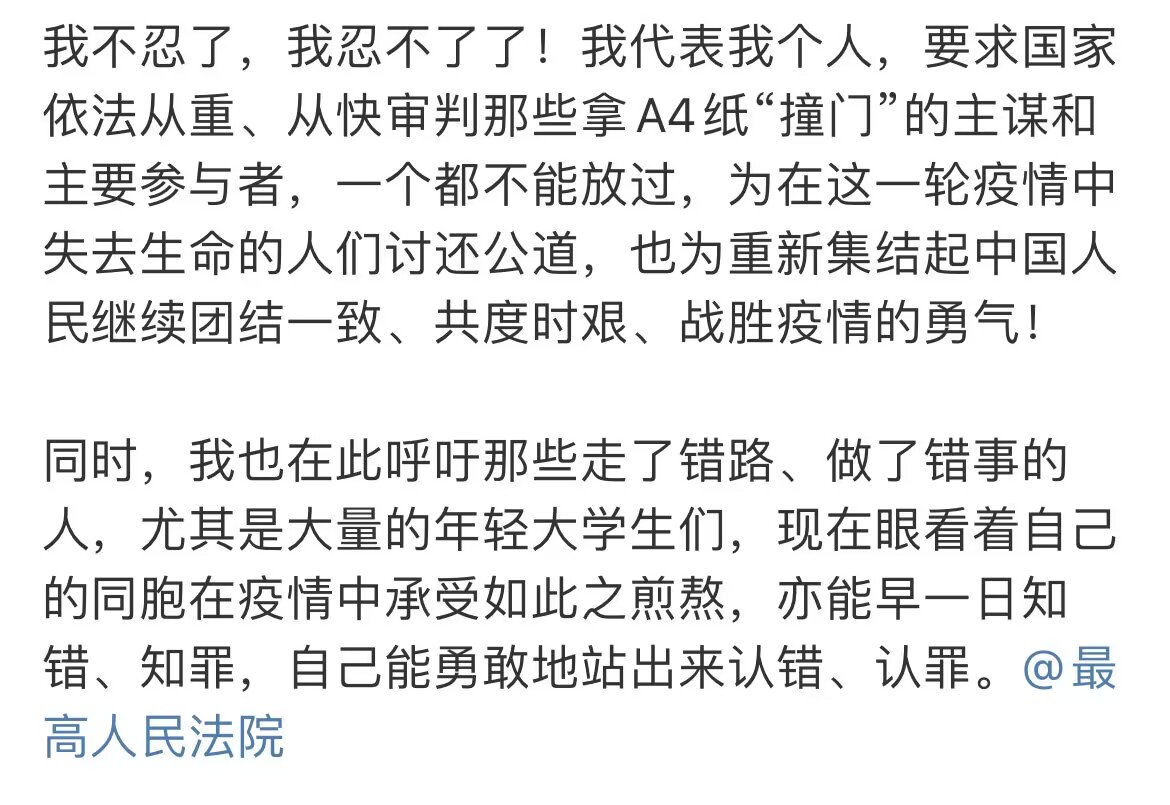 我不忍了，我忍不了了！我代表我个人，要求国家
依法从重、从快审判那些拿A4纸“撞门”的主谋和
主要参与者，一个都不能放过，为在这一轮疫情中
失去生命的人们讨还公道，也为重新集结起中国人
民继续团结一致、共度时艰、战胜疫情的勇气！
同时，我也在此呼吁那些走了错路、做了错事的
人，尤其是大量的年轻大学生们，现在眼看着自己
的同胞在疫情中承受如此之煎熬，亦能早一日知
错、知罪，自己能勇敢地站出来认错、认罪。@最
高人民法院